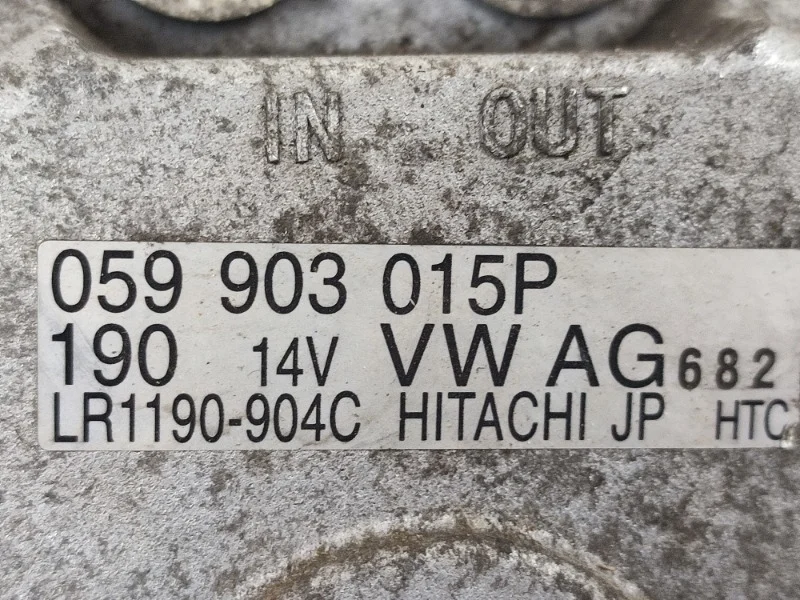 IN OUT
059 903 015P
190 14V VW AG 682
LR1190-904C HITACHI JP HTC